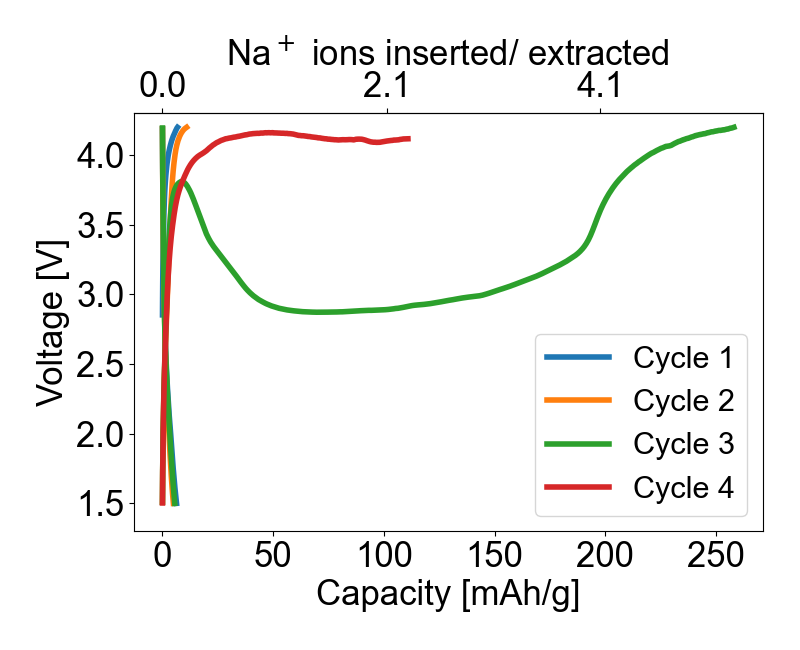 Na⁺ ions inserted/ extracted
0.0 2.1 4.1
4.0
3.5
3.0
2.5
2.0
1.5
Voltage [V]
Cycle 1
Cycle 2
Cycle 3
Cycle 4
0 50 100 150 200 250
Capacity [mAh/g]